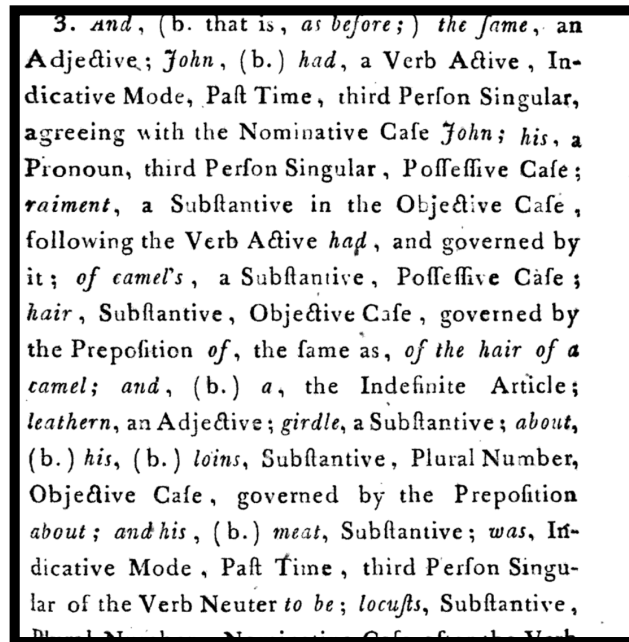 3. And, (b. that is, as before;) the ſame, an
Adjective; John, (b.) had, a Verb Active, In-
dicative Mode, Paſt Time, third Perſon Singular,
agreeing with the Nominative Caſe John; his, a
Pronoun, third Perſon Singular, Poſſeſſive Caſe;
raiment, a Subſtantive in the Objective Caſe,
following the Verb Active had, and governed by
it; of camel's, a Subſtantive, Poſſeſſive Caſe;
hair, Subſtantive, Objective Caſe, governed by
the Prepoſition of, the ſame as, of the hair of a
camel; and, (b.) a, the Indefinite Article;
leathern, an Adjective; girdle, a Subſtantive; about,
(b.) his, (b.) loins, Subſtantive, Plural Number,
Objective Caſe, governed by the Prepoſition
about; and his, (b.) meat, Subſtantive; was, In-
dicative Mode, Paſt Time, third Perſon Singu-
lar of the Verb Neuter to be; locuſts, Subſtantive,